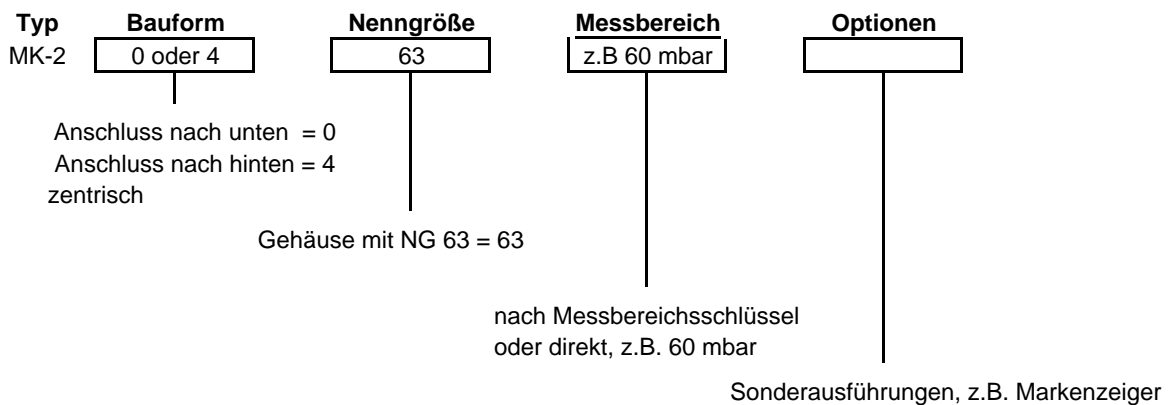 Typ Bauform Nenngröße Messbereich Optionen
MK-2 0 oder 4 63 z.B 60 mbar
Anschluss nach unten = 0
Anschluss nach hinten = 4
zentrisch
Gehäuse mit NG 63 = 63
nach Messbereichsschlüssel
oder direkt, z.B. 60 mbar
Sonderausführungen, z.B. Markenzeiger